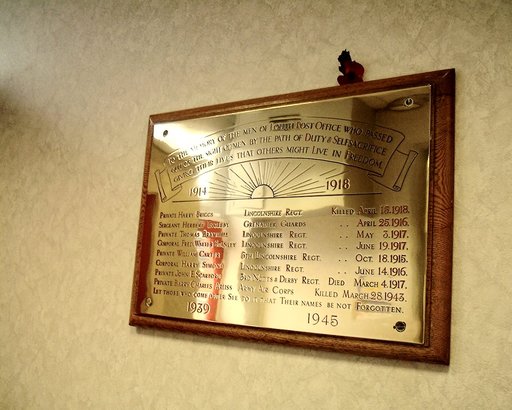 TO THE MEMORY OF THE MEN OF LOUTH POST OFFICE WHO PASSED
OUT OF THE SIGHT OF MEN BY THE PATH OF DUTY & SELF-SACRIFICE
GIVING THEIR LIVES THAT OTHERS MIGHT LIVE IN FREEDOM.
1914 1918
PRIVATE HARRY BRIGGS LINCOLNSHIRE REGT. KILLED APRIL 15.1918.
SERGEANT HERBERT GRENADIER GUARDS .. APRIL 25.1916.
PRIVATE THOMAS LINCOLNSHIRE REGT. .. MAY 3.1917.
CORPORAL LINCOLNSHIRE REGT. .. JUNE 19.1917.
PRIVATE WILLIAM LINCOLNSHIRE REGT. .. OCT. 18.1915.
CORPORAL HARRY LINCOLNSHIRE REGT. .. JUNE 14.1916.
PRIVATE JOHN & DERBY REGT. DIED MARCH 4.1917.
PRIVATE BARRY CHARLES ARMY AIR CORPS KILLED MARCH 28.1943.
LET THOSE WHO COME AFTER SEE TO IT THAT THEIR NAMES BE NOT FORGOTTEN.
1939 1945